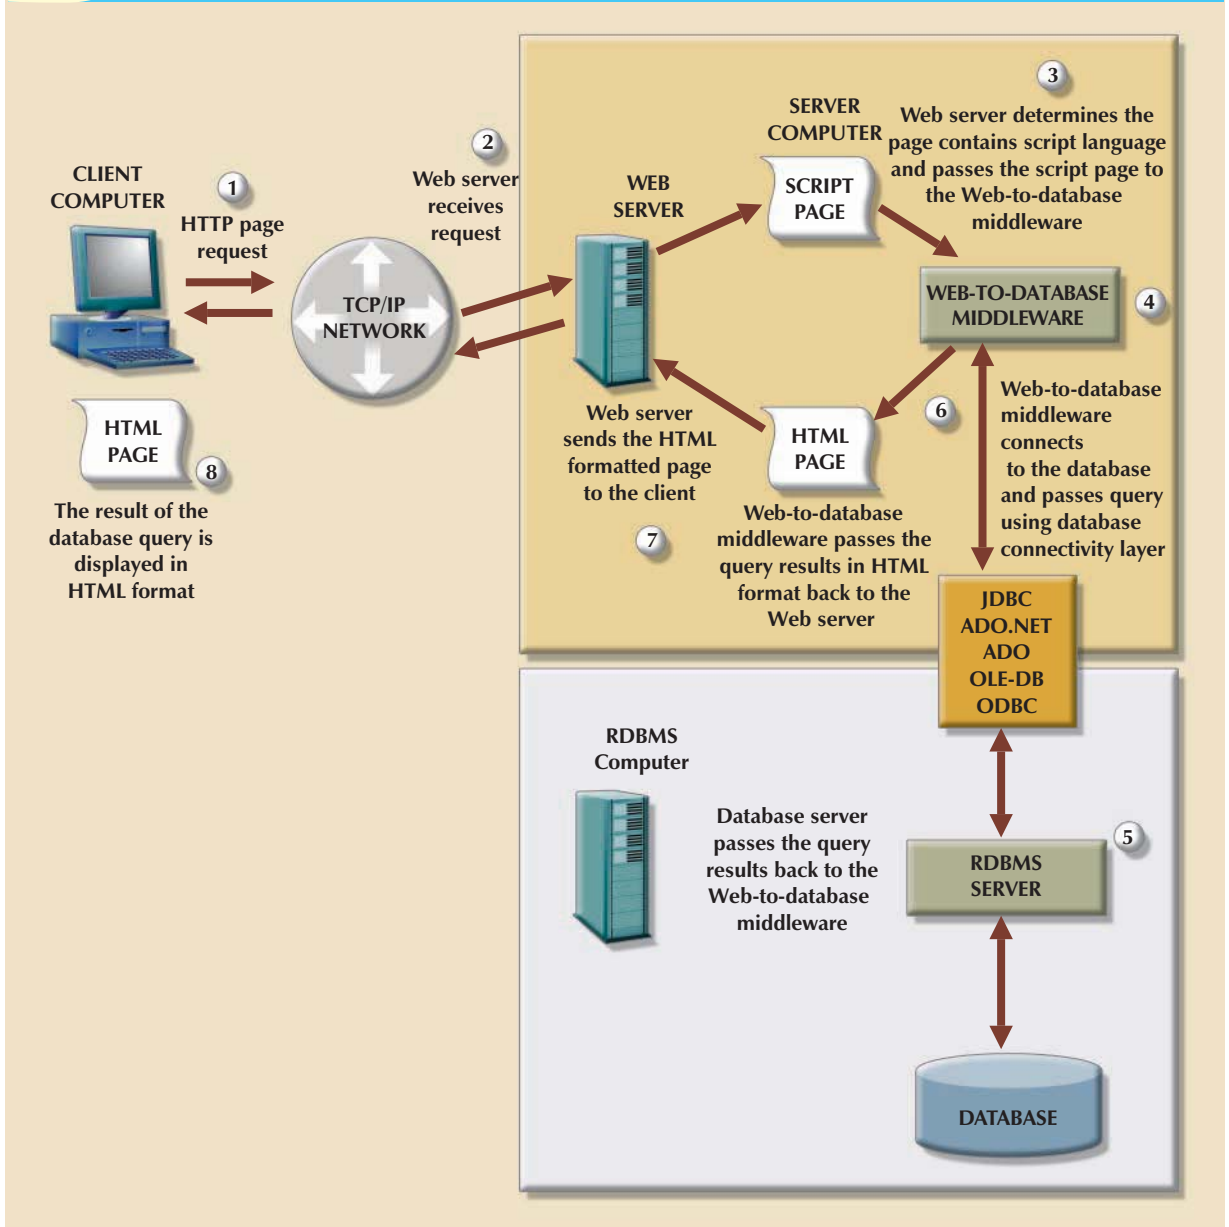 CLIENT
COMPUTER
1
HTTP page
request
2
Web server
receives
request
TCP/IP
NETWORK
HTML
PAGE
8
The result of the
database query is
displayed in
HTML format
WEB
SERVER
SERVER
COMPUTER
SCRIPT
PAGE
3
Web server determines the
page contains script language
and passes the script page to
the Web-to-database
middleware
WEB-TO-DATABASE
MIDDLEWARE
4
Web-to-database
middleware
connects
to the database
and passes query
using database
connectivity layer
6
HTML
PAGE
Web-to-database
middleware passes the
query results in HTML
format back to the
Web server
Web server
sends the HTML
formatted page
to the client
7
JDBC
ADO.NET
ADO
OLE-DB
ODBC
RDBMS
Computer
Database server
passes the query
results back to the
Web-to-database
middleware
5
RDBMS
SERVER
DATABASE